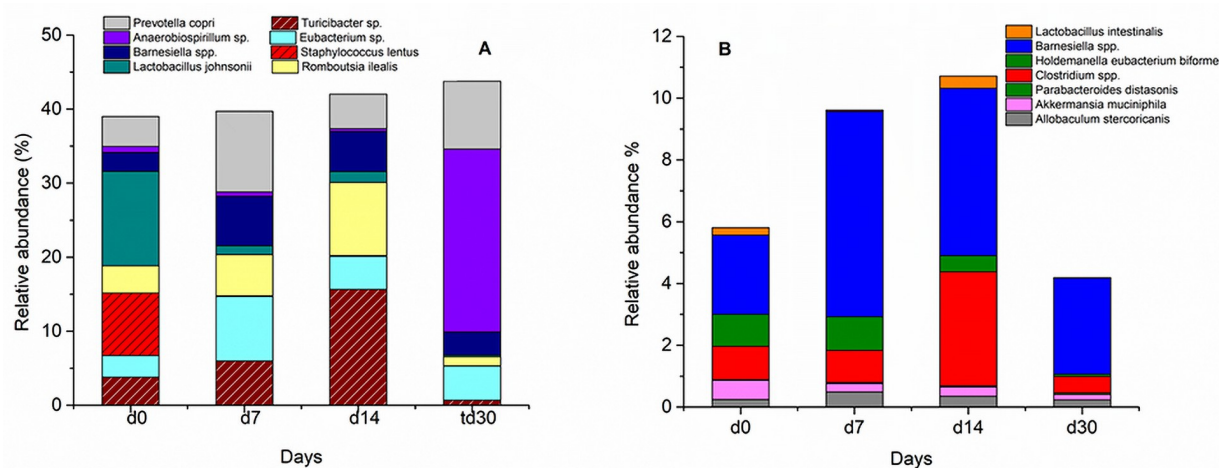 Prevotella copri
Anaerobiospirillum sp.
Barnesiella spp.
Lactobacillus johnsonii
Turicibacter sp.
Eubacterium sp.
Staphylococcus lentus
Romboutsia ilealis
A
50
40
30
20
10
0
Relative abundance (%)
d0 d7 d14 td30
Days
B
Lactobacillus intestinalis
Barnesiella spp.
Holdemanella eubacterium biforme
Clostridium spp.
Parabacteroides distasonis
Akkermansia muciniphila
Allobaculum stercoricanis
12
10
8
6
4
2
0
Relative abundance %
d0 d7 d14 d30
Days